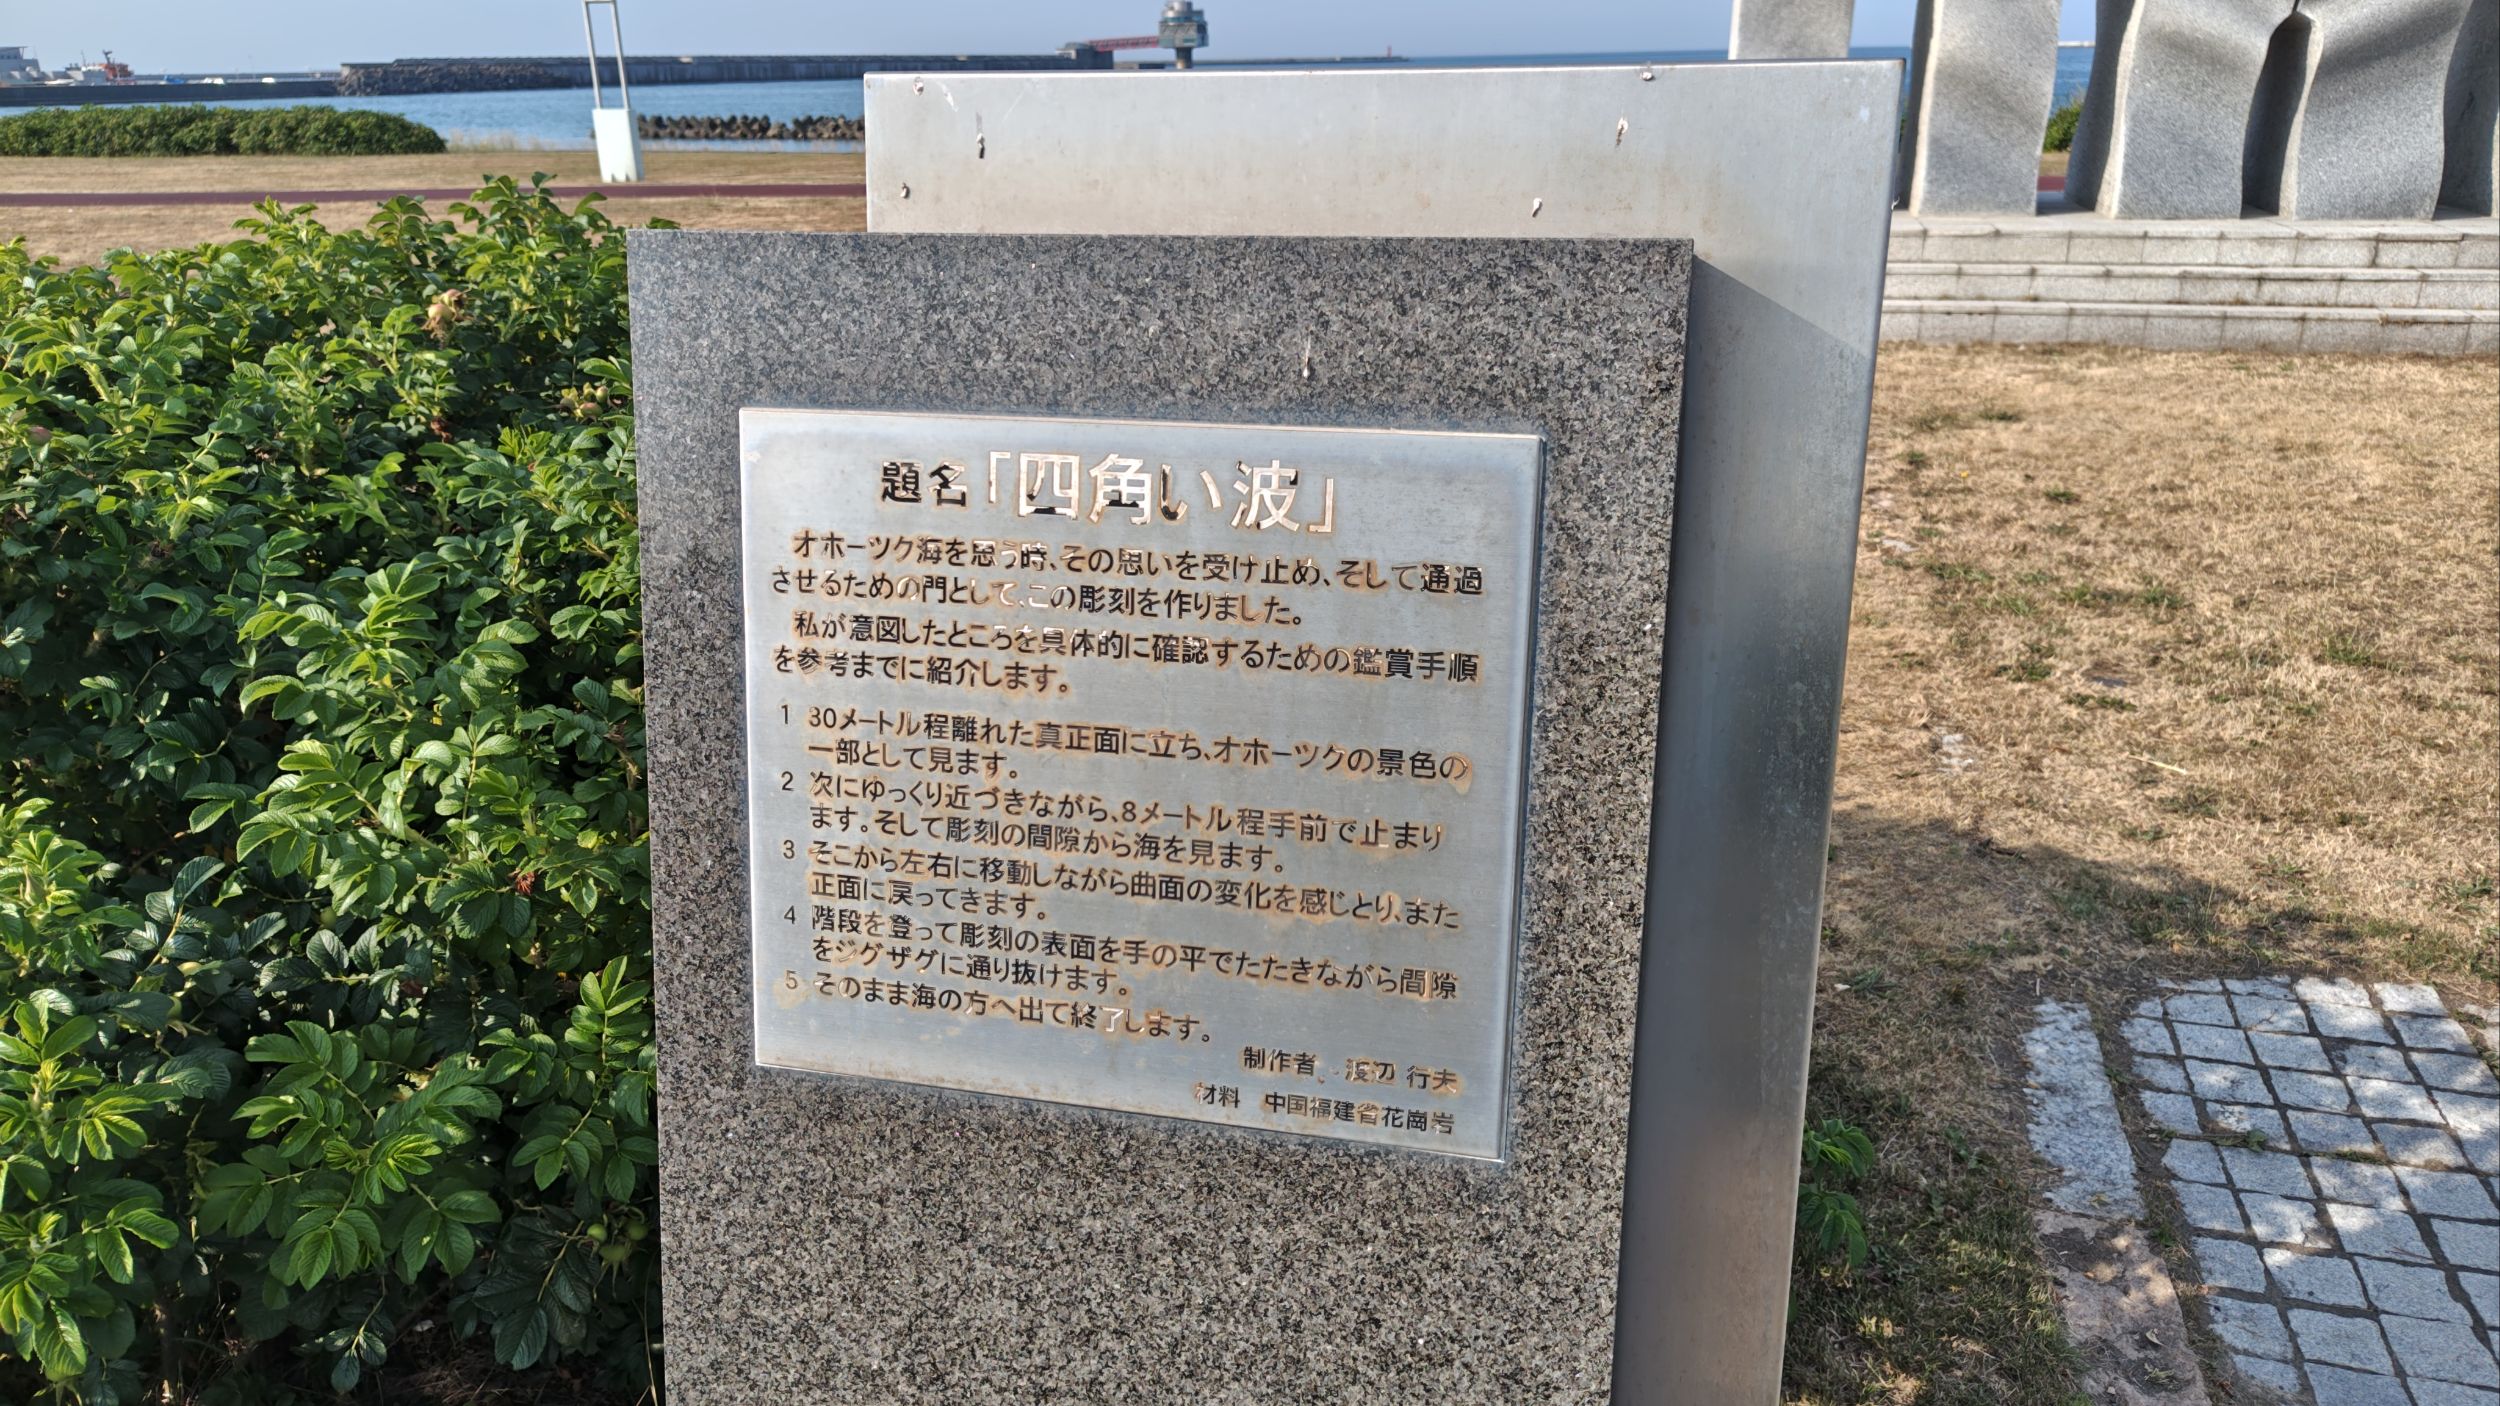 題名「四角い波」
オホーツク海を思う時、その思いを受け止め、そして通過
させるための門として、この彫刻を作りました。
私が意図したところを具体的に確認するための鑑賞手順
を参考までに紹介します。
1 30メートル程離れた真正面に立ち、オホーツクの景色の
一部として見ます。
2 次にゆっくり近づきながら、8メートル程手前で止まり
ます。そして彫刻の間隙から海を見ます。
3 そこから左右に移動しながら曲面の変化を感じとり、また
正面に戻ってきます。
4 階段を登って彫刻の表面を手の平でたたきながら間隙
をジグザグに通り抜けます。
5 そのまま海の方へ出て終了します。
制作者 渡辺 行夫
材料 中国福建省花崗岩